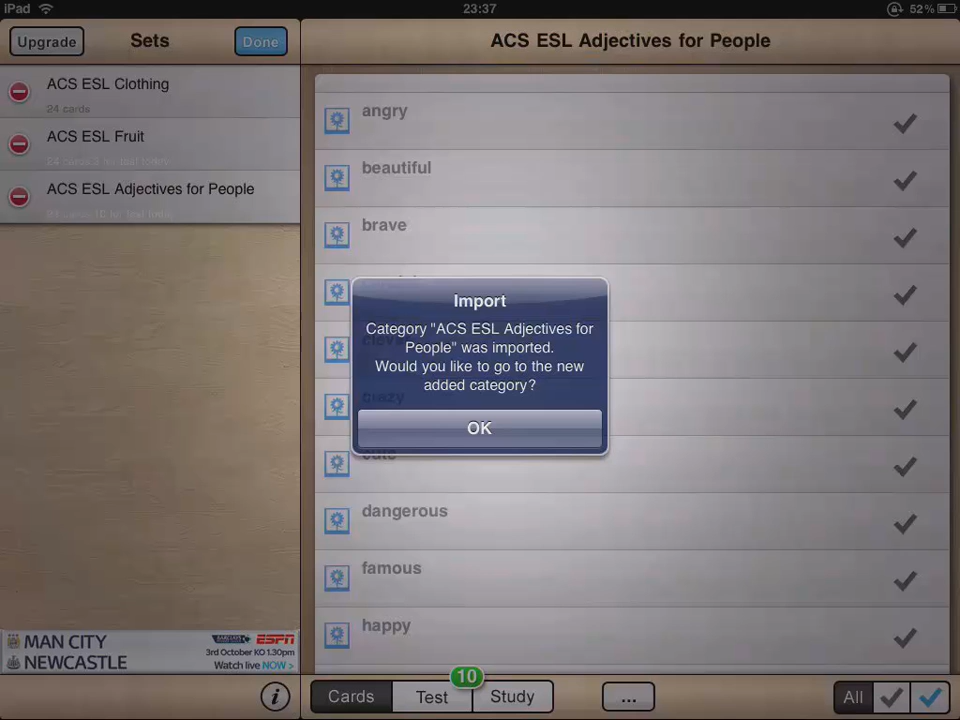 iPad 23:37 52%
Upgrade Sets Done
ACS ESL Adjectives for People
ACS ESL Clothing
24 cards
ACS ESL Fruit
ACS ESL Adjectives for People
angry
beautiful
brave
crazy
cute
dangerous
famous
happy
Import
Category "ACS ESL Adjectives for
People" was imported.
Would you like to go to the new
added category?
OK
MAN CITY
NEWCASTLE
ESPN
3rd October KO 1.30pm
Watch live NOW >
i
Cards Test 10 Study ... All